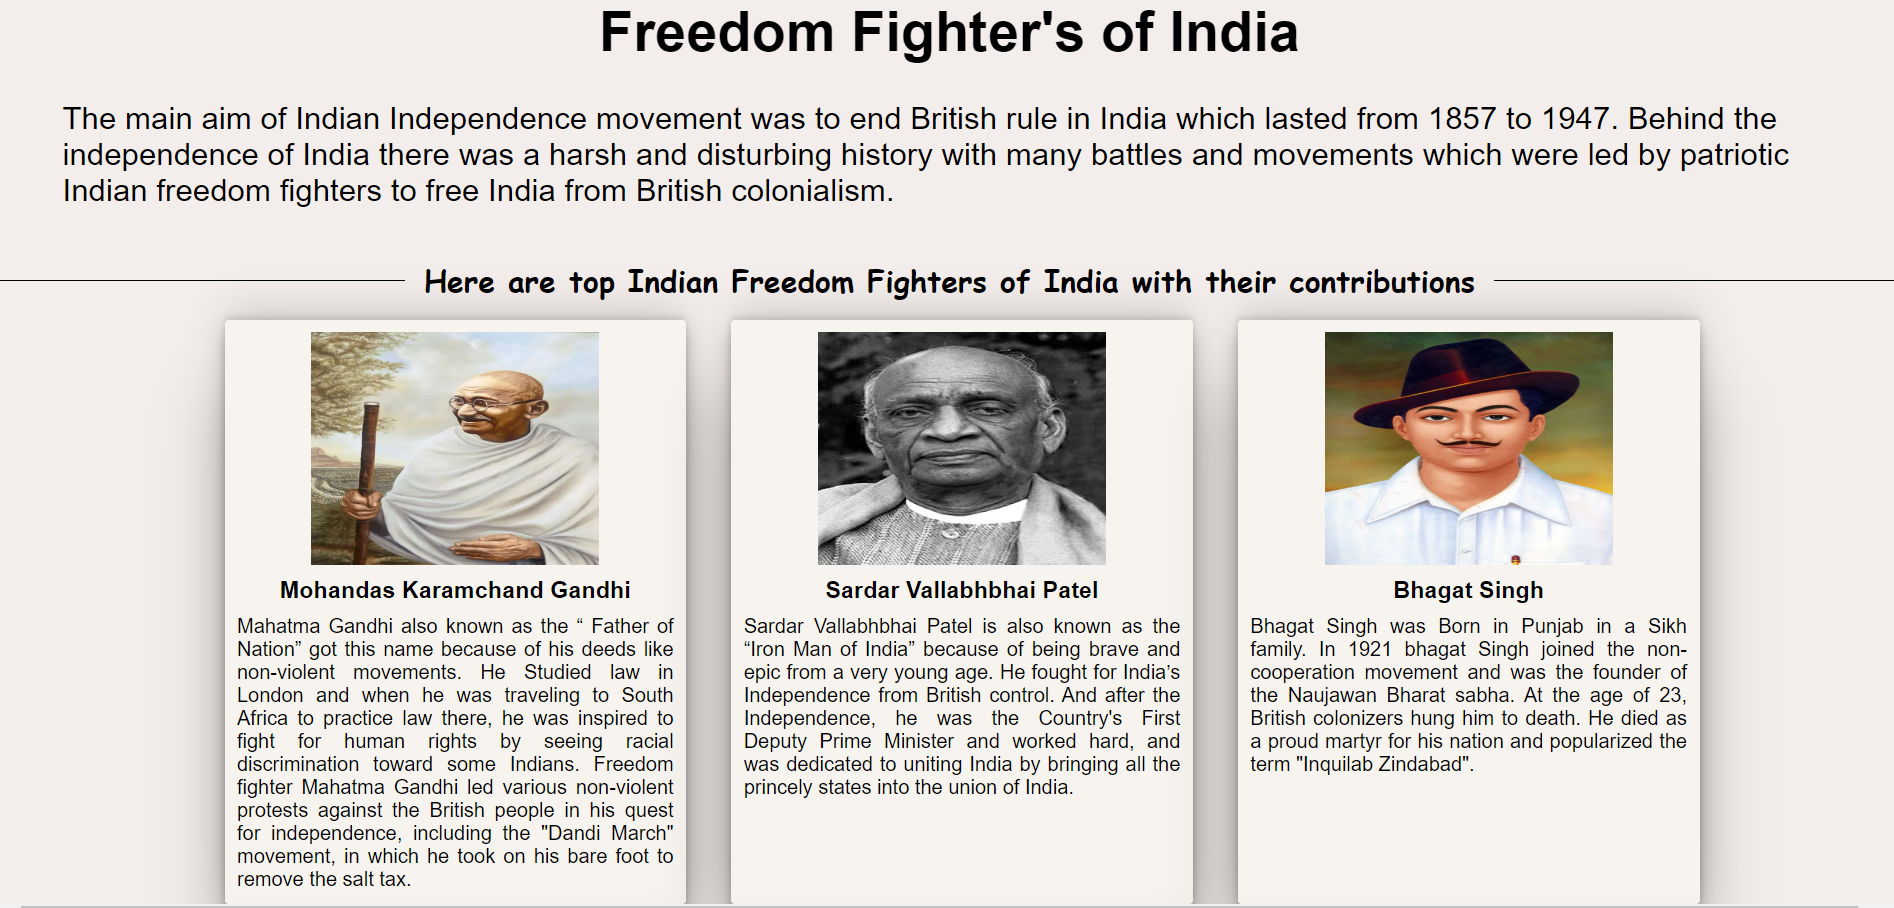 Freedom Fighter's of India
The main aim of Indian Independence movement was to end British rule in India which lasted from 1857 to 1947. Behind the
independence of India there was a harsh and disturbing history with many battles and movements which were led by patriotic
Indian freedom fighters to free India from British colonialism.
Here are top Indian Freedom Fighters of India with their contributions
Mohandas Karamchand Gandhi
Mahatma Gandhi also known as the “ Father of
Nation” got this name because of his deeds like
non-violent movements. He Studied law in
London and when he was traveling to South
Africa to practice law there, he was inspired to
fight for human rights by seeing racial
discrimination toward some Indians. Freedom
fighter Mahatma Gandhi led various non-violent
protests against the British people in his quest
for independence, including the "Dandi March"
movement, in which he took on his bare foot to
remove the salt tax.
Sardar Vallabhbhai Patel
Sardar Vallabhbhai Patel is also known as the
“Iron Man of India” because of being brave and
epic from a very young age. He fought for India’s
Independence from British control. And after the
Independence, he was the Country's First
Deputy Prime Minister and worked hard, and
was dedicated to uniting India by bringing all the
princely states into the union of India.
Bhagat Singh
Bhagat Singh was Born in Punjab in a Sikh
family. In 1921 bhagat Singh joined the non-
cooperation movement and was the founder of
the Naujawan Bharat sabha. At the age of 23,
British colonizers hung him to death. He died as
a proud martyr for his nation and popularized the
term "Inquilab Zindabad".